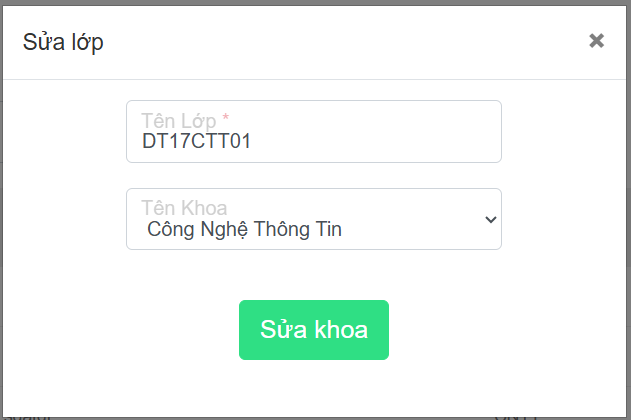 Sửa lớp
×
Tên Lớp *
DT17CTT01
Tên Khoa
Công Nghệ Thông Tin
Sửa khoa